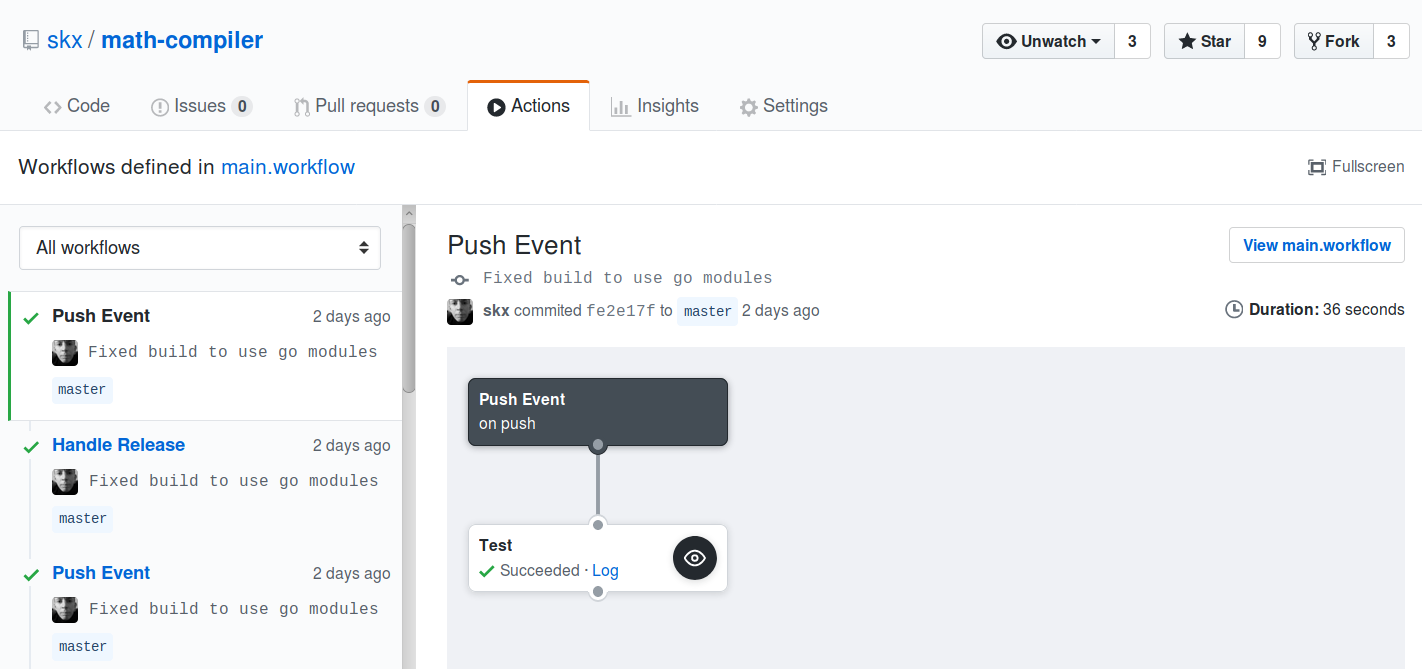 skx / math-compiler
Unwatch 3 Star 9 Fork 3
Code Issues 0 Pull requests 0 Actions Insights Settings
Workflows defined in main.workflow
Fullscreen
All workflows
Push Event 2 days ago
Fixed build to use go modules
master
Handle Release 2 days ago
Fixed build to use go modules
master
Push Event 2 days ago
Fixed build to use go modules
master
Push Event
View main.workflow
Fixed build to use go modules
skx commited fe2e17f to master 2 days ago
Duration: 36 seconds
Push Event
on push
Test
Succeeded · Log